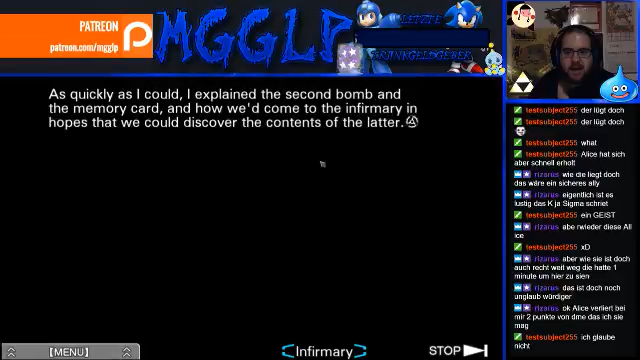 PATREON
patreon.com/mgglp
MGGLP
LETZTE
SCHINKGELDGEBER
As quickly as I could, I explained the second bomb and
the memory card, and how we'd come to the infirmary in
hopes that we could discover the contents of the latter.
[MENU]
Infirmary
STOP
testsubject255 der lügt doch
testsubject255 der lügt doch
testsubject255 what
testsubject255 Alice hat sich
aber schnell erholt
rizarus wie die liegt doch
das wäre ein sicheres ally
rizarus eigentlich ist es
lustig das K ja Sigma schriet
testsubject255 ein GEIST
rizarus abe rwieder diese All
ice
testsubject255 xD
rizarus aber wie sie ist doch
auch recht weit weg die hatte 1
minute um hier zu sien
rizarus das ist doch noch
unglaub würdiger
rizarus ok Alice verliert bei
mir 2 punkte von dme das ich sie
mag
testsubject255 ich glaube
nicht